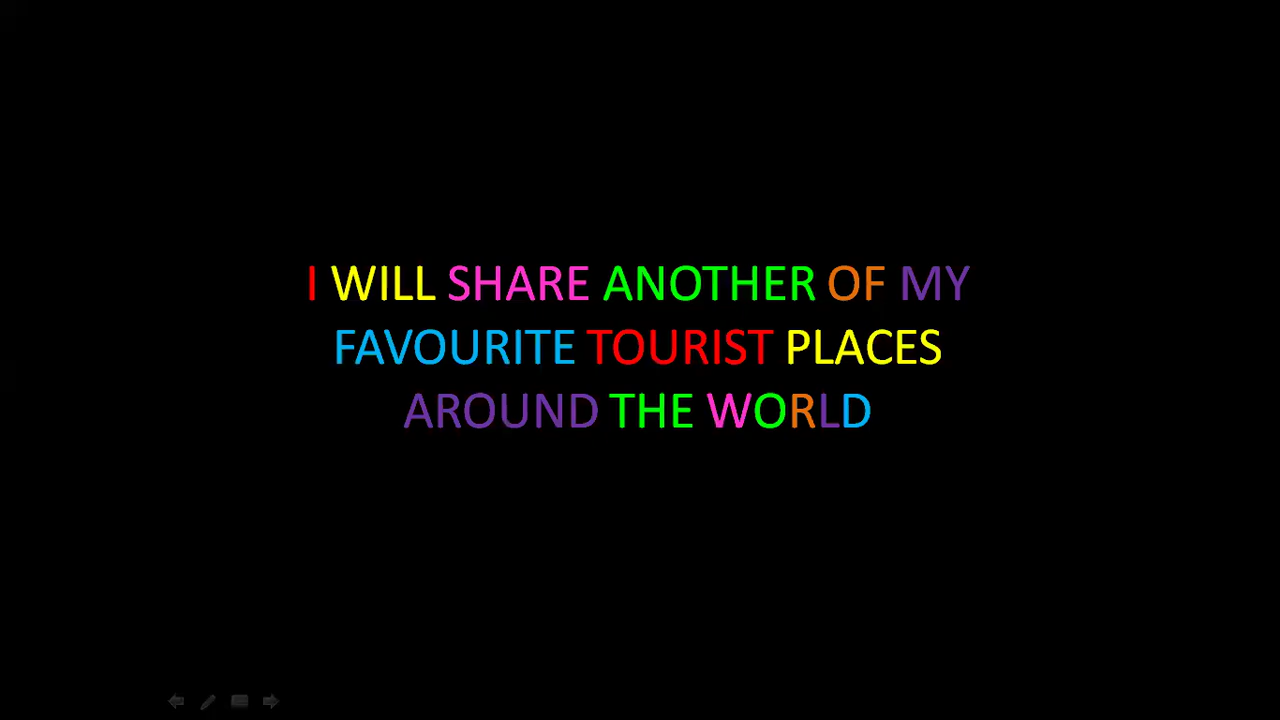 I WILL SHARE ANOTHER OF MY
FAVOURITE TOURIST PLACES
AROUND THE WORLD